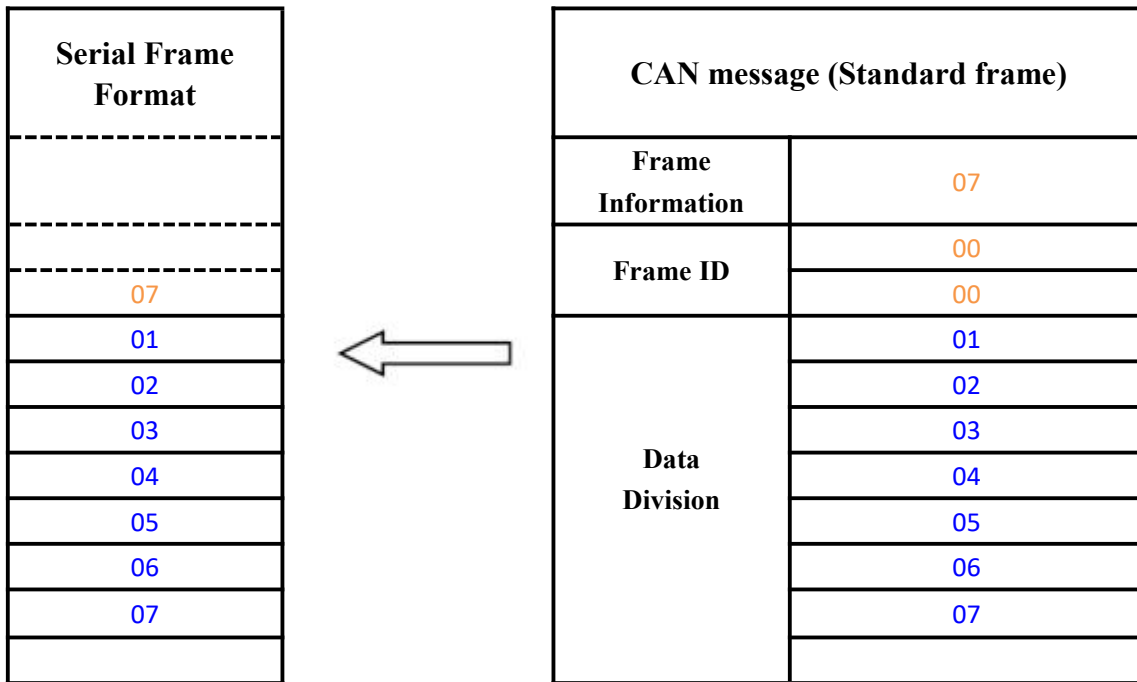 Serial Frame
Format
07
01
02
03
04
05
06
07
CAN message (Standard frame)
Frame
Information
07
Frame ID
00
00
Data
Division
01
02
03
04
05
06
07